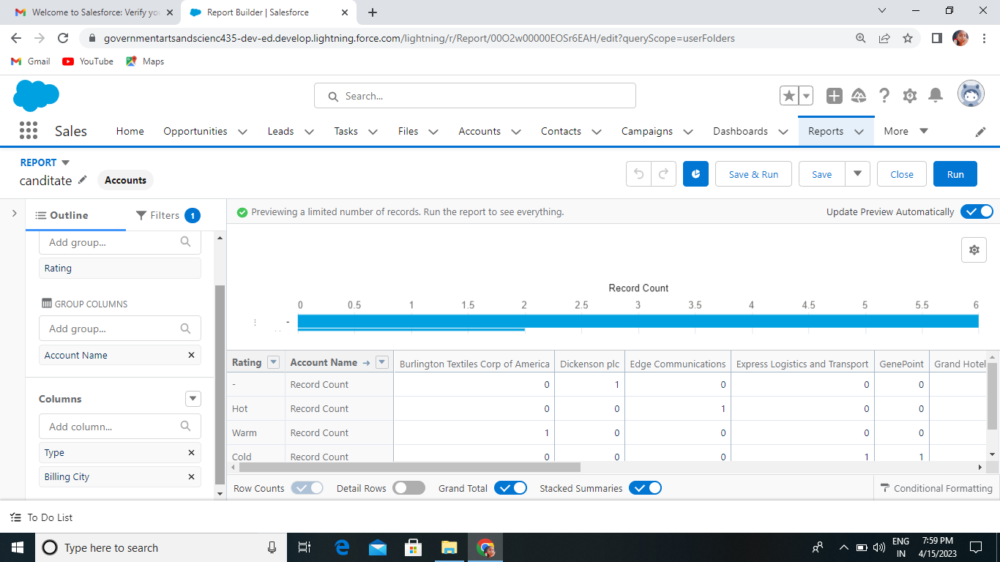 Welcome to Salesforce: Verify yo
Report Builder | Salesforce
governmentartsandscienc435-dev-ed.develop.lightning.force.com/lightning/r/Report/00O2w00000EOSr6EAH/edit?queryScope=userFolders
Gmail YouTube Maps
Search...
Sales Home Opportunities Leads Tasks Files Accounts Contacts Campaigns Dashboards Reports More
REPORT
canditate Accounts
Save & Run Save Close Run
Outline Filters 1
Previewing a limited number of records. Run the report to see everything.
Update Preview Automatically
Add group...
Rating
GROUP COLUMNS
Add group...
Account Name
Columns
Add column...
Type
Billing City
Record Count
0 0.5 1 1.5 2 2.5 3 3.5 4 4.5 5 5.5 6
-
Rating Account Name → Burlington Textiles Corp of America Dickenson plc Edge Communications Express Logistics and Transport GenePoint Grand Hotel
- Record Count 0 1 0 0 0
Hot Record Count 0 0 1 0 0
Warm Record Count 1 0 0 0 0
Cold Record Count 0 0 0 1 1
Row Counts Detail Rows Grand Total Stacked Summaries Conditional Formatting
To Do List
Type here to search
ENG
IN
7:59 PM
4/15/2023